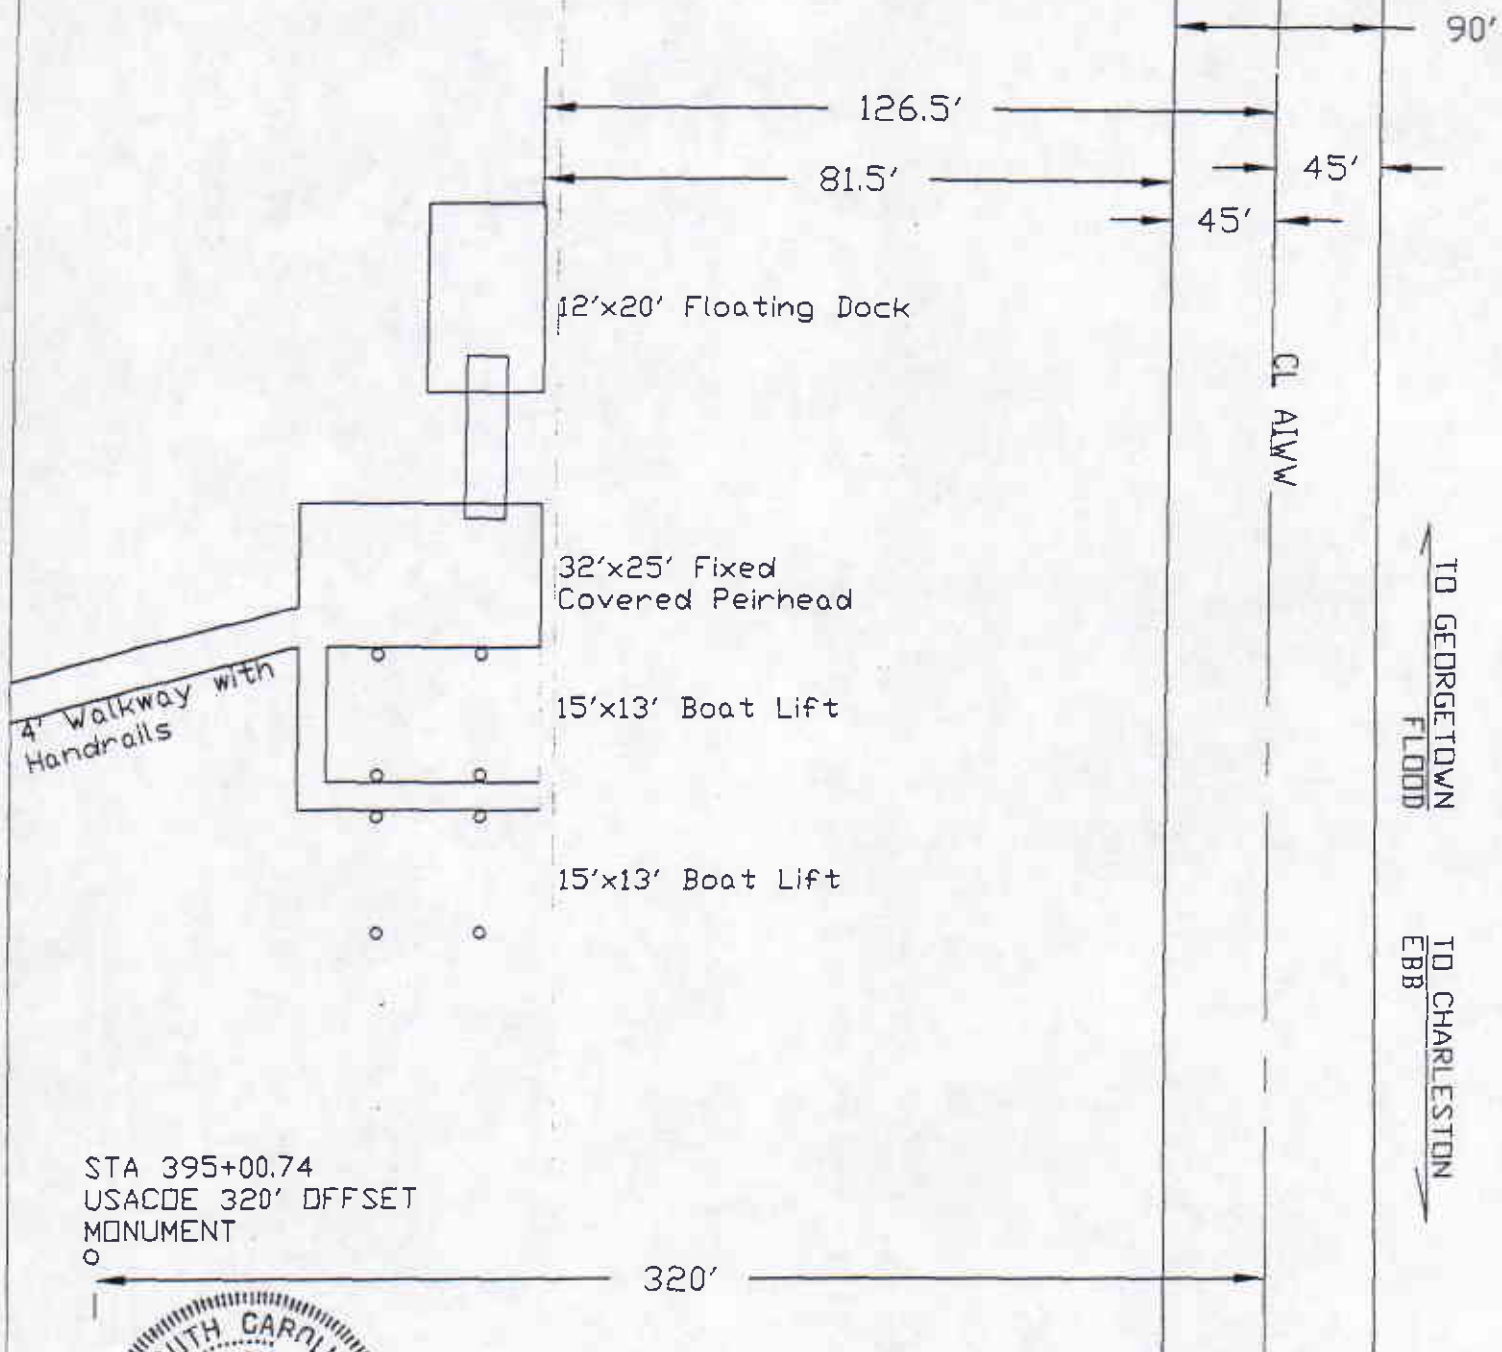 90'
126.5'
81.5'
45'
45'
12'x20' Floating Dock
CL AIWW
32'x25' Fixed
Covered Peirhead
TO GEORGETOWN
FLOOD
4' Walkway with
Handrails
15'x13' Boat Lift
15'x13' Boat Lift
TO CHARLESTON
EBB
STA 395+00.74
USACOE 320' OFFSET
MONUMENT
320'
UTH CARO